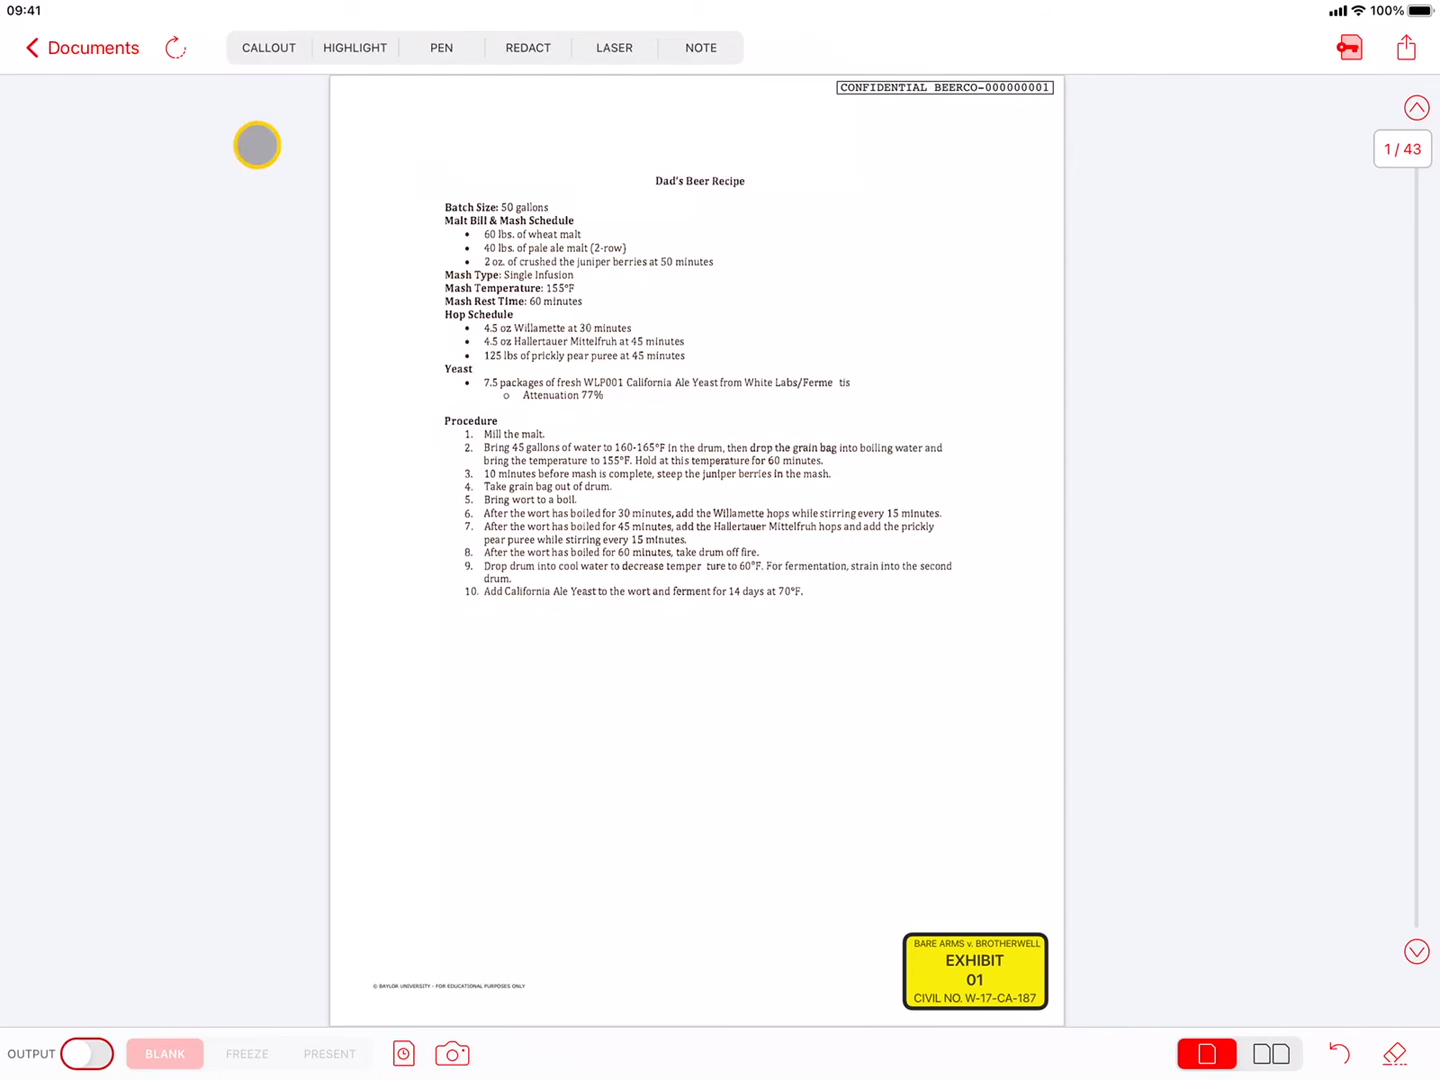 09:41
100%
Documents
CALLOUT HIGHLIGHT PEN REDACT LASER NOTE
CONFIDENTIAL BEERCO-000000001
1 / 43
Dad's Beer Recipe
Batch Size: 50 gallons
Malt Bill & Mash Schedule
• 60 lbs. of wheat malt
• 40 lbs. of pale ale malt (2-row)
• 2 oz. of crushed the juniper berries at 50 minutes
Mash Type: Single Infusion
Mash Temperature: 155°F
Mash Rest Time: 60 minutes
Hop Schedule
• 4.5 oz Willamette at 30 minutes
• 4.5 oz Hallertauer Mittelfruh at 45 minutes
• 125 lbs of prickly pear puree at 45 minutes
Yeast
• 7.5 packages of fresh WLP001 California Ale Yeast from White Labs/Ferme tis
o Attenuation 77%
Procedure
1. Mill the malt.
2. Bring 45 gallons of water to 160-165°F in the drum, then drop the grain bag into boiling water and
bring the temperature to 155°F. Hold at this temperature for 60 minutes.
3. 10 minutes before mash is complete, steep the juniper berries in the mash.
4. Take grain bag out of drum.
5. Bring wort to a boil.
6. After the wort has boiled for 30 minutes, add the Willamette hops while stirring every 15 minutes.
7. After the wort has boiled for 45 minutes, add the Hallertauer Mittelfruh hops and add the prickly
pear puree while stirring every 15 minutes.
8. After the wort has boiled for 60 minutes, take drum off fire.
9. Drop drum into cool water to decrease temper ture to 60°F. For fermentation, strain into the second
drum.
10. Add California Ale Yeast to the wort and ferment for 14 days at 70°F.
BARE ARMS v. BROTHERWELL
EXHIBIT
01
CIVIL NO. W-17-CA-187
© BAYLOR UNIVERSITY - FOR EDUCATIONAL PURPOSES ONLY
OUTPUT BLANK FREEZE PRESENT